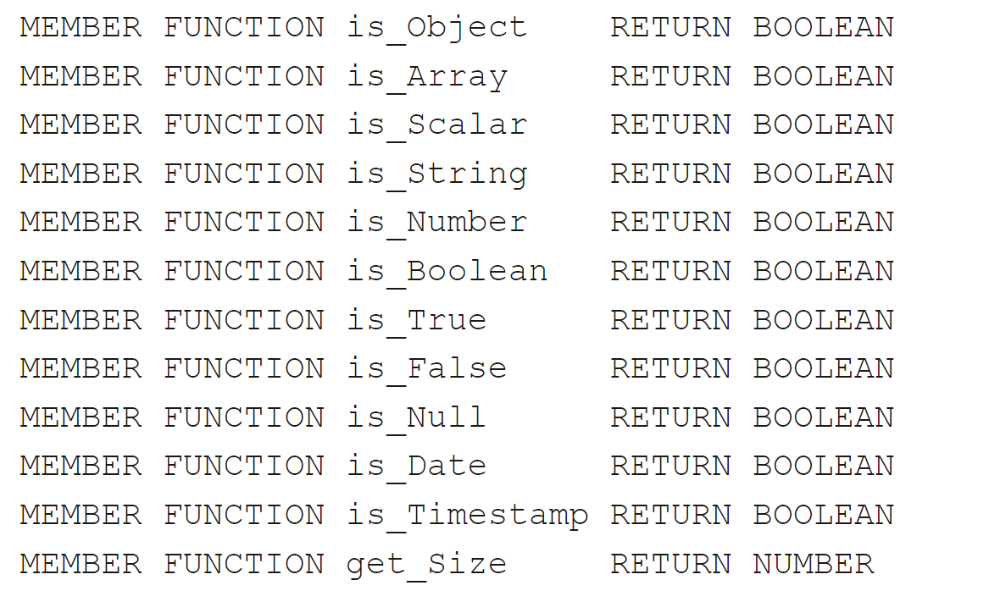 MEMBER FUNCTION is_Object    RETURN BOOLEAN
MEMBER FUNCTION is_Array     RETURN BOOLEAN
MEMBER FUNCTION is_Scalar    RETURN BOOLEAN
MEMBER FUNCTION is_String    RETURN BOOLEAN
MEMBER FUNCTION is_Number    RETURN BOOLEAN
MEMBER FUNCTION is_Boolean   RETURN BOOLEAN
MEMBER FUNCTION is_True      RETURN BOOLEAN
MEMBER FUNCTION is_False     RETURN BOOLEAN
MEMBER FUNCTION is_Null      RETURN BOOLEAN
MEMBER FUNCTION is_Date      RETURN BOOLEAN
MEMBER FUNCTION is_Timestamp RETURN BOOLEAN
MEMBER FUNCTION get_Size     RETURN NUMBER